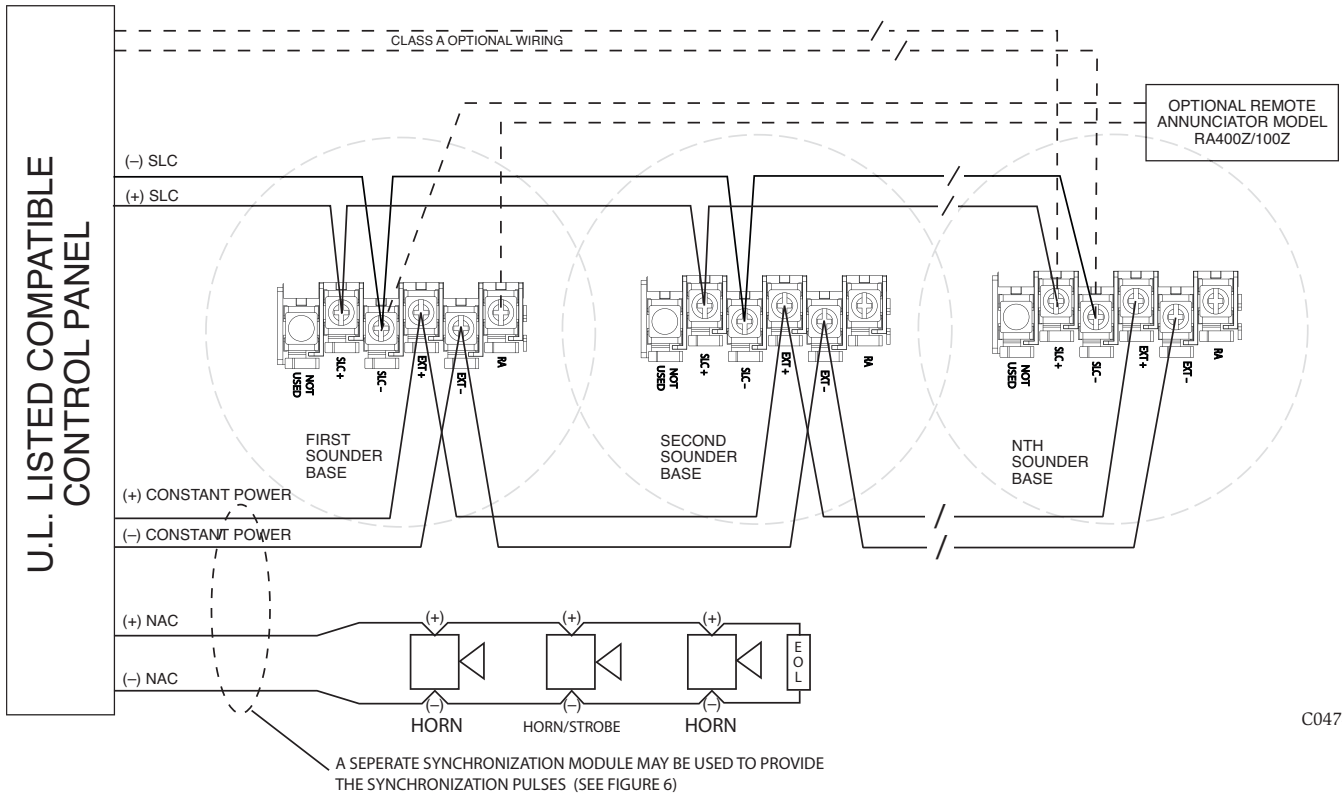 U.L. LISTED COMPATIBLE
CONTROL PANEL
CLASS A OPTIONAL WIRING
OPTIONAL REMOTE
ANNUNCIATOR MODEL
RA400Z/100Z
(–) SLC
(+) SLC
NOT
USED
SLC +
SLC -
EXT +
EXT -
RA
NOT
USED
SLC +
SLC -
EXT +
EXT -
RA
NOT
USED
SLC +
SLC -
EXT +
EXT -
RA
FIRST
SOUNDER
BASE
SECOND
SOUNDER
BASE
NTH
SOUNDER
BASE
(+) CONSTANT POWER
(–) CONSTANT POWER
(+) NAC
(–) NAC
(+)
(+)
(+)
E
O
L
(–)
(–)
(–)
HORN
HORN/STROBE
HORN
C047
A SEPERATE SYNCHRONIZATION MODULE MAY BE USED TO PROVIDE
THE SYNCHRONIZATION PULSES (SEE FIGURE 6)